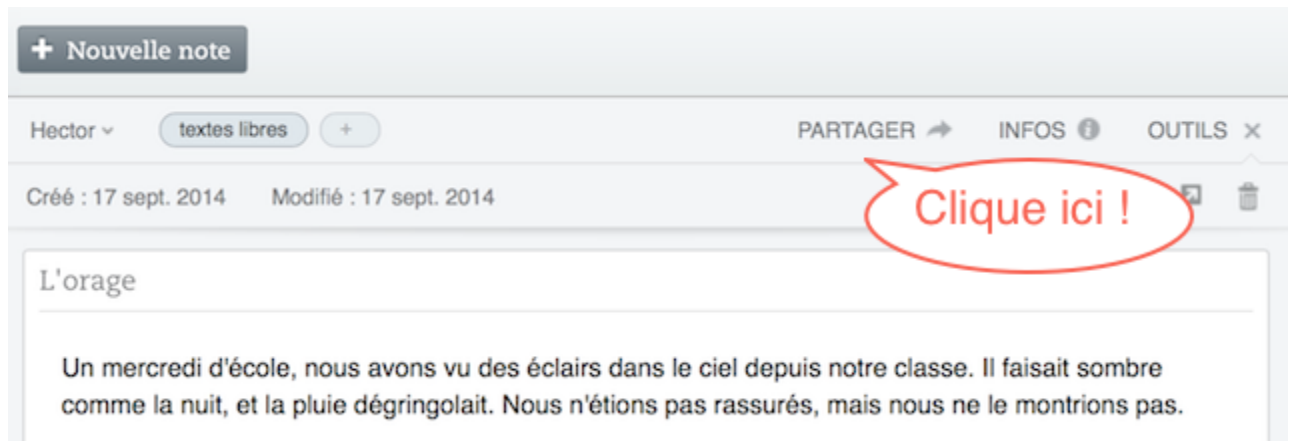 + Nouvelle note
Hector textes libres + PARTAGER INFOS OUTILS
Créé : 17 sept. 2014 Modifié : 17 sept. 2014
Clique ici !
L'orage
Un mercredi d'école, nous avons vu des éclairs dans le ciel depuis notre classe. Il faisait sombre
comme la nuit, et la pluie dégringolait. Nous n'étions pas rassurés, mais nous ne le montrions pas.